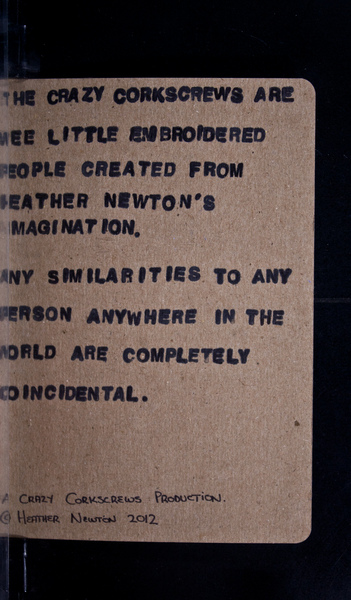 THE CRAZY CORKSCREWS ARE
WEE LITTLE EMBROIDERED
PEOPLE CREATED FROM
HEATHER NEWTON'S
IMAGINATION.
ANY SIMILARITIES TO ANY
PERSON ANYWHERE IN THE
WORLD ARE COMPLETELY
COINCIDENTAL.
A CRAZY CORKSCREWS PRODUCTION.
© HEATHER NEWTON 2012